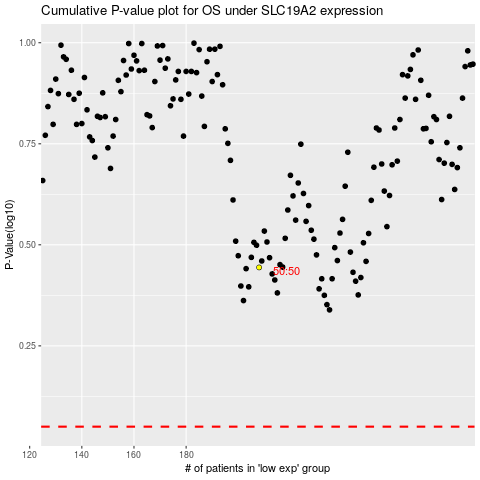 Cumulative P-value plot for OS under SLC19A2 expression
1.00
0.75
0.50
0.25
P-Value(log10)
50:50
120 140 160 180
# of patients in 'low exp' group